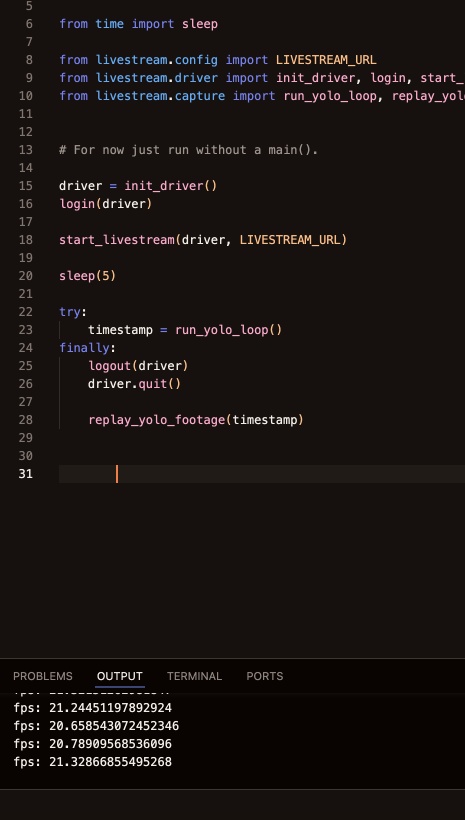 5
6 from time import sleep
7
8 from livestream.config import LIVESTREAM_URL
9 from livestream.driver import init_driver, login, start_
10 from livestream.capture import run_yolo_loop, replay_yol
11
12
13 # For now just run without a main().
14
15 driver = init_driver()
16 login(driver)
17
18 start_livestream(driver, LIVESTREAM_URL)
19
20 sleep(5)
21
22 try:
23     timestamp = run_yolo_loop()
24 finally:
25     logout(driver)
26     driver.quit()
27
28     replay_yolo_footage(timestamp)
29
30
31
PROBLEMS OUTPUT TERMINAL PORTS
fps:
fps: 21.24451197892924
fps: 20.658543072452346
fps: 20.78909568536096
fps: 21.32866855495268